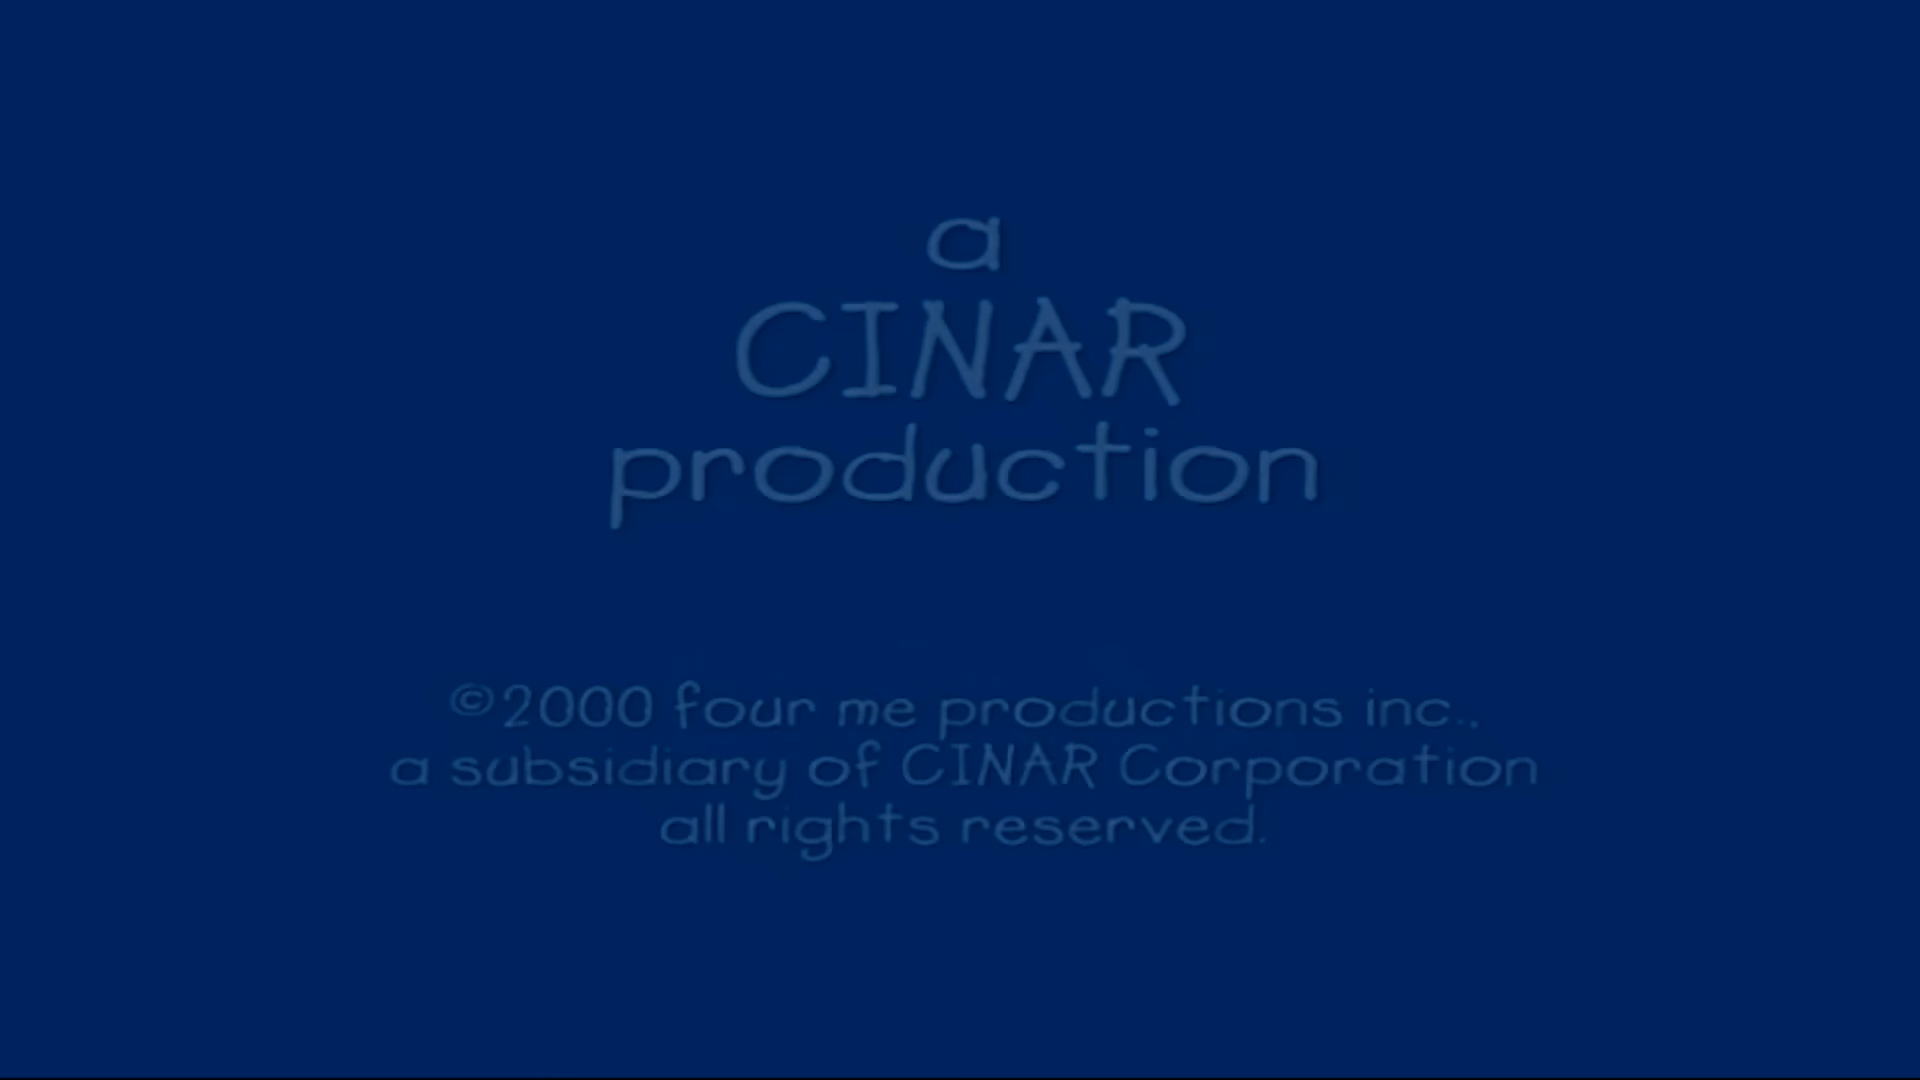 a
CINAR
production
©2000 four me productions inc.,
a subsidiary of CINAR Corporation
all rights reserved.